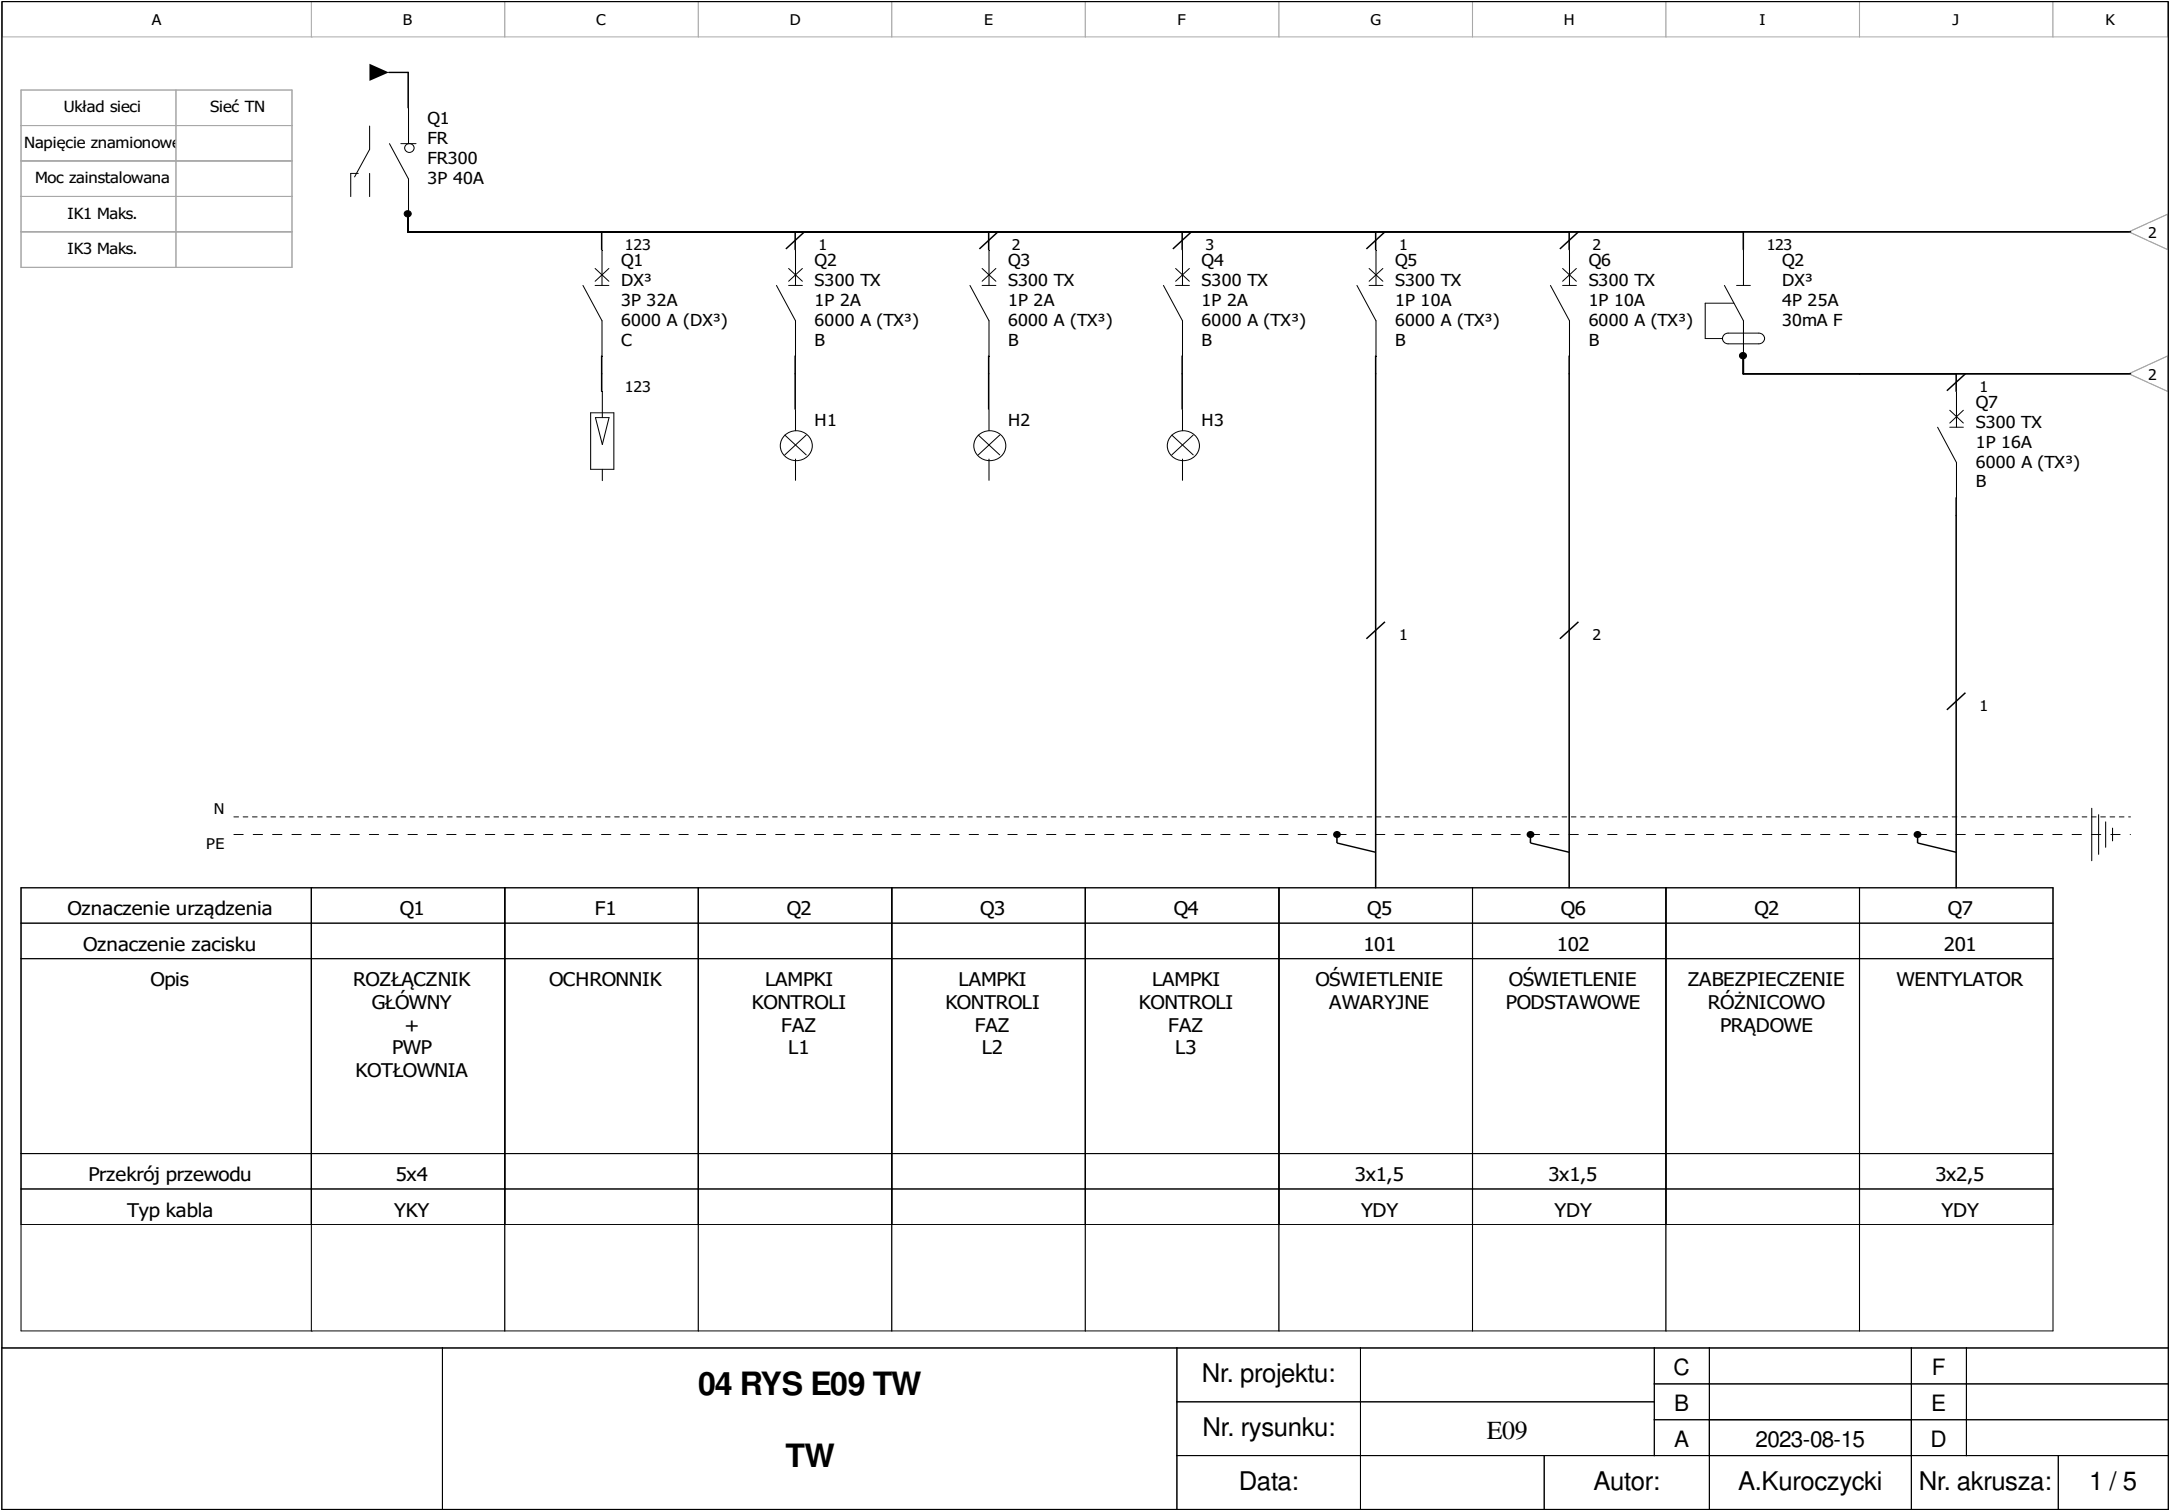 A B C D E F G H I J K
Układ sieci Sieć TN
Napięcie znamionowe
Moc zainstalowana
IK1 Maks.
IK3 Maks.
Q1
FR
FR300
3P 40A
2
123
Q1
DX³
3P 32A
6000 A (DX³)
C
123
1
Q2
S300 TX
1P 2A
6000 A (TX³)
B
H1
2
Q3
S300 TX
1P 2A
6000 A (TX³)
B
H2
3
Q4
S300 TX
1P 2A
6000 A (TX³)
B
H3
1
Q5
S300 TX
1P 10A
6000 A (TX³)
B
1
2
Q6
S300 TX
1P 10A
6000 A (TX³)
B
2
123
Q2
DX³
4P 25A
30mA F
2
1
Q7
S300 TX
1P 16A
6000 A (TX³)
B
1
N
PE
Oznaczenie urządzenia Q1 F1 Q2 Q3 Q4 Q5 Q6 Q2 Q7
Oznaczenie zacisku 101 102 201
Opis ROZŁĄCZNIK OCHRONNIK LAMPKI LAMPKI LAMPKI OŚWIETLENIE OŚWIETLENIE ZABEZPIECZENIE WENTYLATOR
GŁÓWNY KONTROLI KONTROLI KONTROLI AWARYJNE PODSTAWOWE RÓŻNICOWO
+ FAZ FAZ FAZ PRĄDOWE
PWP L1 L2 L3
KOTŁOWNIA
Przekrój przewodu 5x4 3x1,5 3x1,5 3x2,5
Typ kabla YKY YDY YDY YDY
04 RYS E09 TW
TW
Nr. projektu: C F
B E
Nr. rysunku: E09
A 2023-08-15 D
Data: Autor: A.Kuroczycki Nr. akrusza: 1 / 5